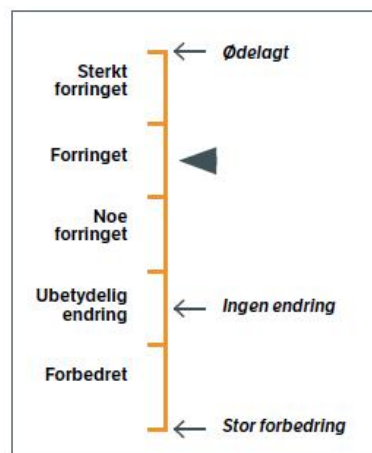 Ødelagt
Sterkt
forringet
Forringet
Noe
forringet
Ubetydelig
endring
Ingen endring
Forbedret
Stor forbedring